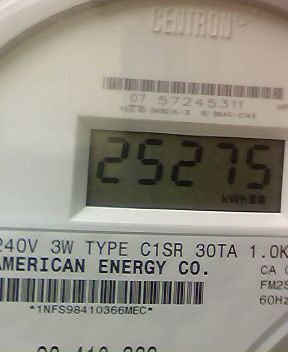 CENTRON®
07 57245311
25275
kWh
240V 3W TYPE C1SR 30TA 1.0K
AMERICAN ENERGY CO.
CA
FM2S
60Hz
*1NFS98410366MEC*